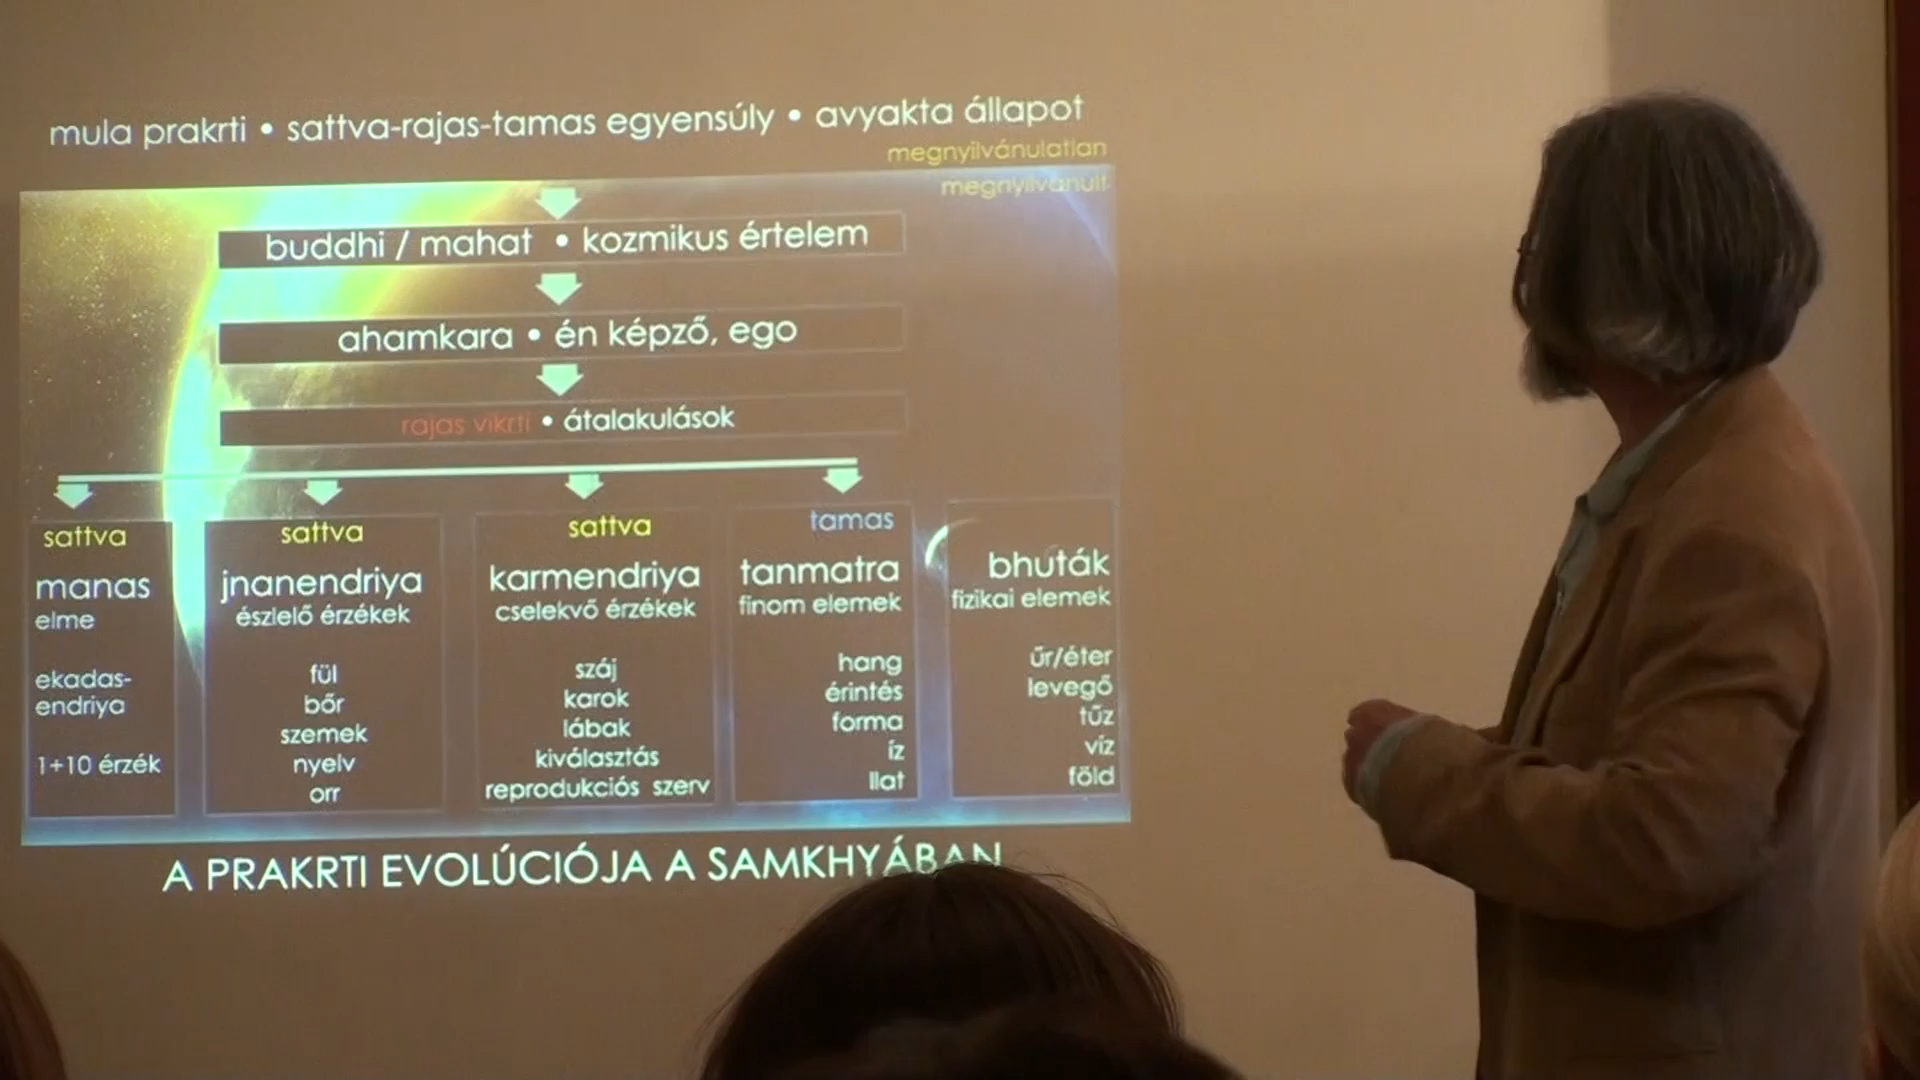 mula prakrti • sattva-rajas-tamas egyensúly • avyakta állapot
megnyilvánulatlan
megnyilvánult
buddhi / mahat • kozmikus értelem
ahamkara • én képző, ego
rajas vikrti • átalakulások
sattva
manas
elme
ekadas-
endriya
1+10 érzék
sattva
jnanendriya
észlelő érzékek
fül
bőr
szemek
nyelv
orr
sattva
karmendriya
cselekvő érzékek
száj
karok
lábak
kiválasztás
reprodukciós szerv
tamas
tanmatra
finom elemek
hang
érintés
forma
íz
Ilat
bhuták
fizikai elemek
űr/éter
levegő
tűz
víz
föld
A PRAKRTI EVOLÚCIÓJA A SAMKHYÁBAN